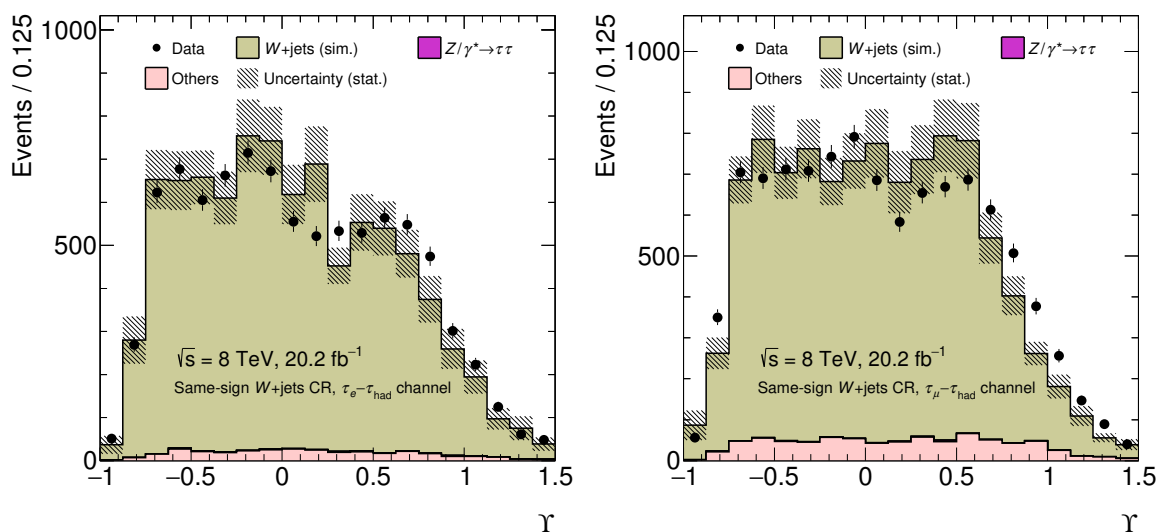 Events / 0.125
1000
500
0
Data
W+jets (sim.)
Z/γ*→ττ
Others
Uncertainty (stat.)
√s = 8 TeV, 20.2 fb⁻¹
Same-sign W+jets CR, τₑ–τhad channel
−1 −0.5 0 0.5 1 1.5
ϒ
Events / 0.125
1000
500
0
Data
W+jets (sim.)
Z/γ*→ττ
Others
Uncertainty (stat.)
√s = 8 TeV, 20.2 fb⁻¹
Same-sign W+jets CR, τμ–τhad channel
−1 −0.5 0 0.5 1 1.5
ϒ